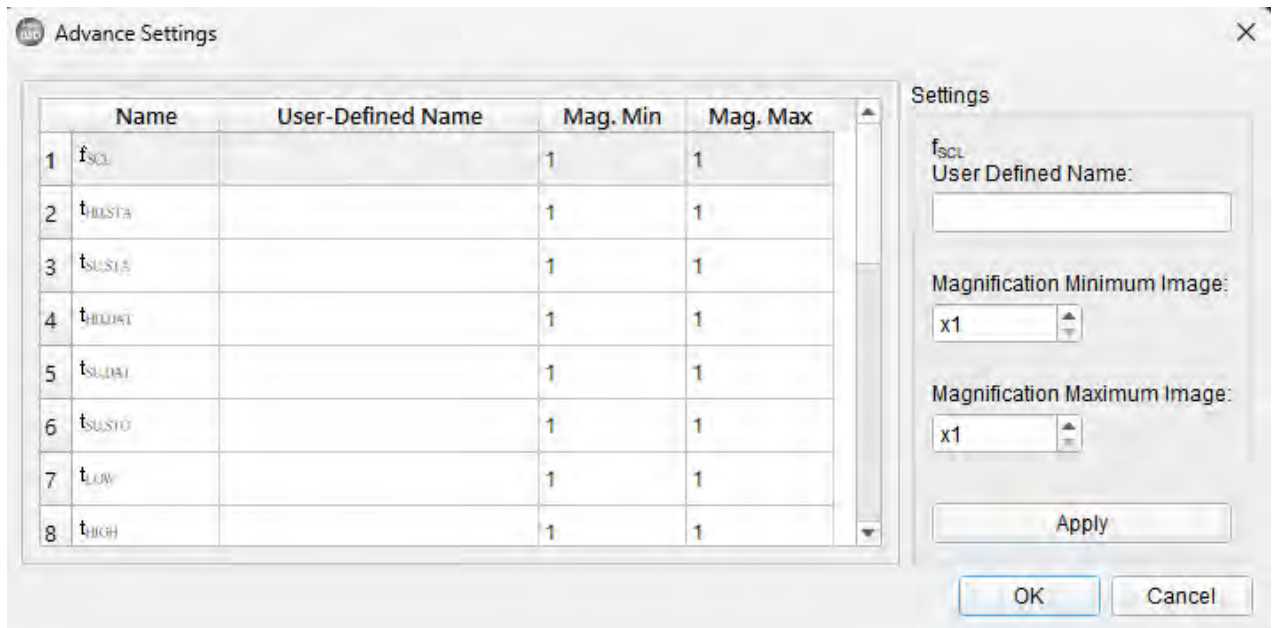 Advance Settings
Name User-Defined Name Mag. Min Mag. Max
1 fSCL 1 1
2 tHD;STA 1 1
3 tSU;STA 1 1
4 tHD;DAT 1 1
5 tSU;DAT 1 1
6 tSU;STO 1 1
7 tLOW 1 1
8 tHIGH 1 1
Settings
fSCL
User Defined Name:
Magnification Minimum Image:
x1
Magnification Maximum Image:
x1
Apply
OK Cancel